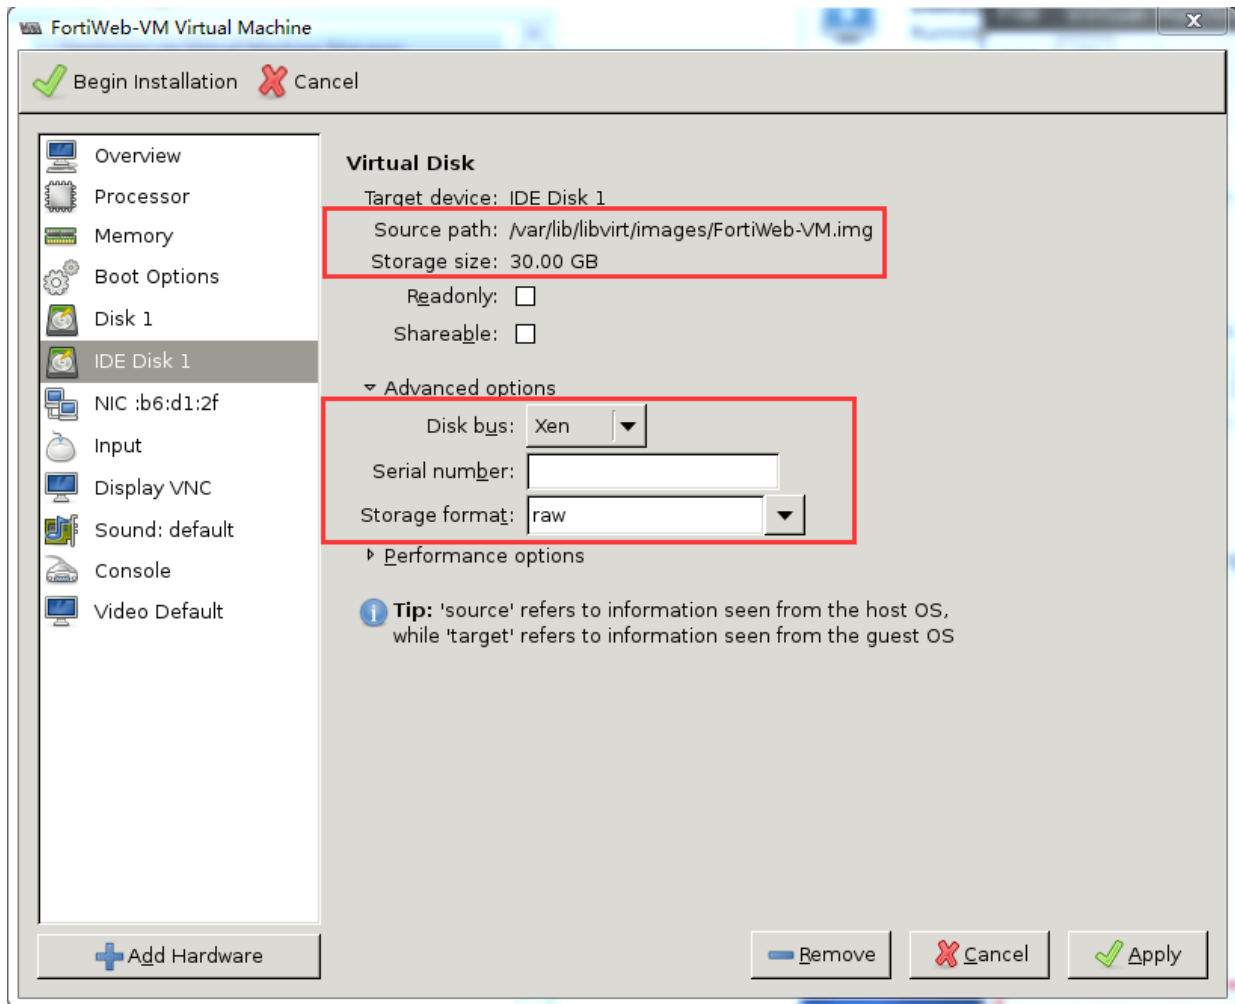 FortiWeb-VM Virtual Machine
Begin Installation Cancel
Overview
Processor
Memory
Boot Options
Disk 1
IDE Disk 1
NIC :b6:d1:2f
Input
Display VNC
Sound: default
Console
Video Default
Add Hardware
Virtual Disk
Target device: IDE Disk 1
Source path: /var/lib/libvirt/images/FortiWeb-VM.img
Storage size: 30.00 GB
Readonly:
Shareable:
Advanced options
Disk bus: Xen
Serial number:
Storage format: raw
Performance options
Tip: 'source' refers to information seen from the host OS,
while 'target' refers to information seen from the guest OS
Remove Cancel Apply